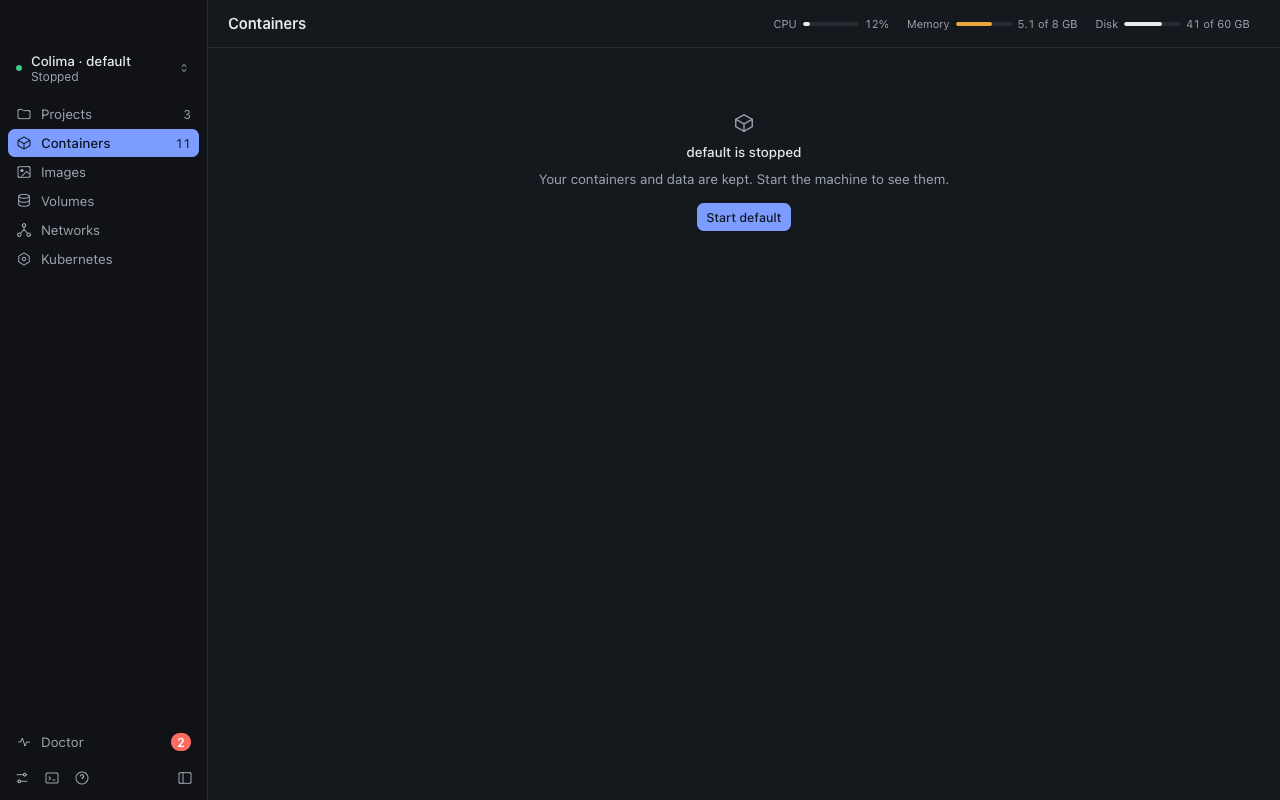 Containers
CPU 12% Memory 5.1 of 8 GB Disk 41 of 60 GB
Colima · default
Stopped
Projects 3
Containers 11
Images
Volumes
Networks
Kubernetes
default is stopped
Your containers and data are kept. Start the machine to see them.
Start default
Doctor 2